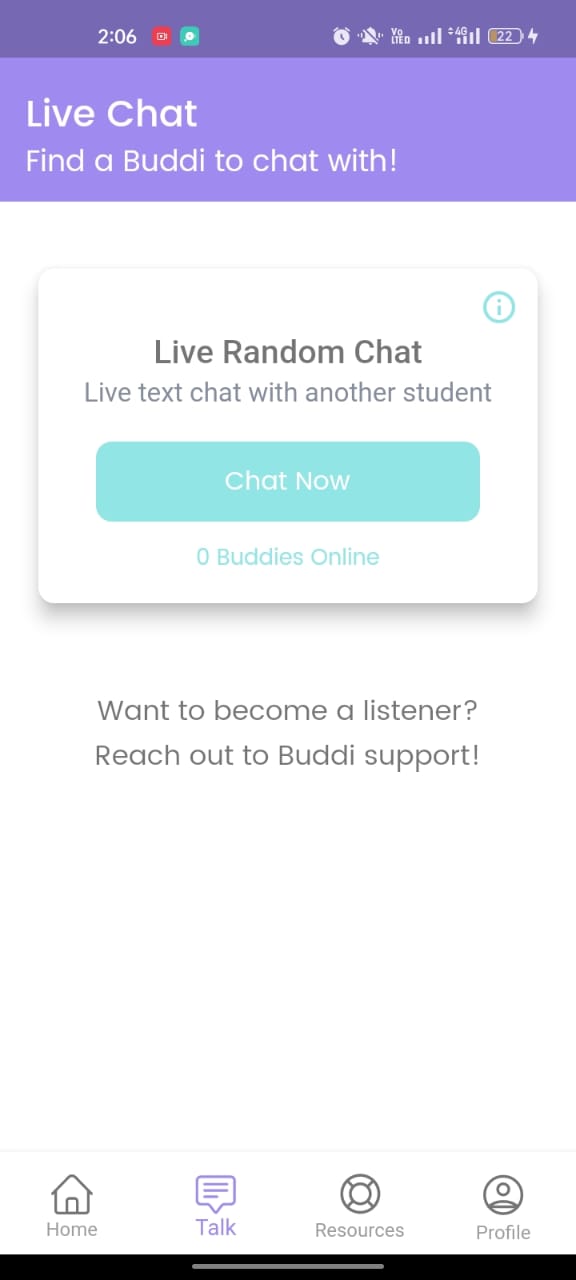 2:06
Vo LTED
4G
22
Live Chat
Find a Buddi to chat with!
Live Random Chat
Live text chat with another student
Chat Now
0 Buddies Online
Want to become a listener?
Reach out to Buddi support!
Home
Talk
Resources
Profile